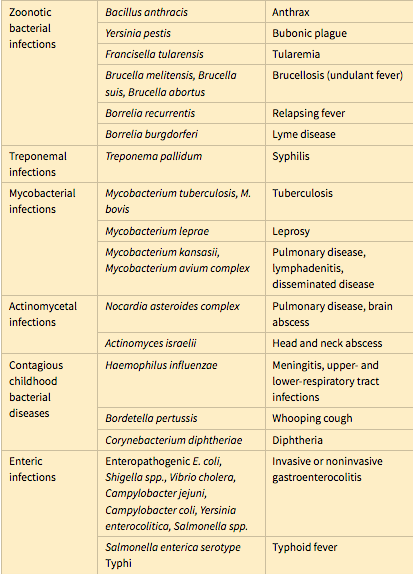 Zoonotic bacterial infections
Bacillus anthracis
Anthrax
Yersinia pestis
Bubonic plague
Francisella tularensis
Tularemia
Brucella melitensis, Brucella
suis, Brucella abortus
Brucellosis (undulant fever)
Borrelia recurrentis
Relapsing fever
Borrelia burgdorferi
Lyme disease
Treponemal
infections
Treponema pallidum
Syphilis
Mycobacterial
infections
Mycobacterium tuberculosis, M.
bovis
Tuberculosis
Mycobacterium leprae
Leprosy
Mycobacterium kansasii,
Mycobacterium avium complex
Pulmonary disease,
lymphadenitis,
disseminated disease
Actinomycetal
infections
Nocardia asteroides complex
Pulmonary disease, brain
abscess
Actinomyces israelii
Head and neck abscess
Contagious
childhood
bacterial
diseases
Haemophilus influenzae
Meningitis, upper- and
lower-respiratory tract
infections
Bordetella pertussis
Whooping cough
Corynebacterium diphtheriae
Diphtheria
Enteric
infections
Enteropathogenic E. coli,
Shigella spp., Vibrio cholera,
Campylobacter jejuni,
Campylobacter coli, Yersinia
enterocolitica, Salmonella spp.
Invasive or noninvasive
gastroenterocolitis
Salmonella enterica serotype
Typhi
Typhoid fever